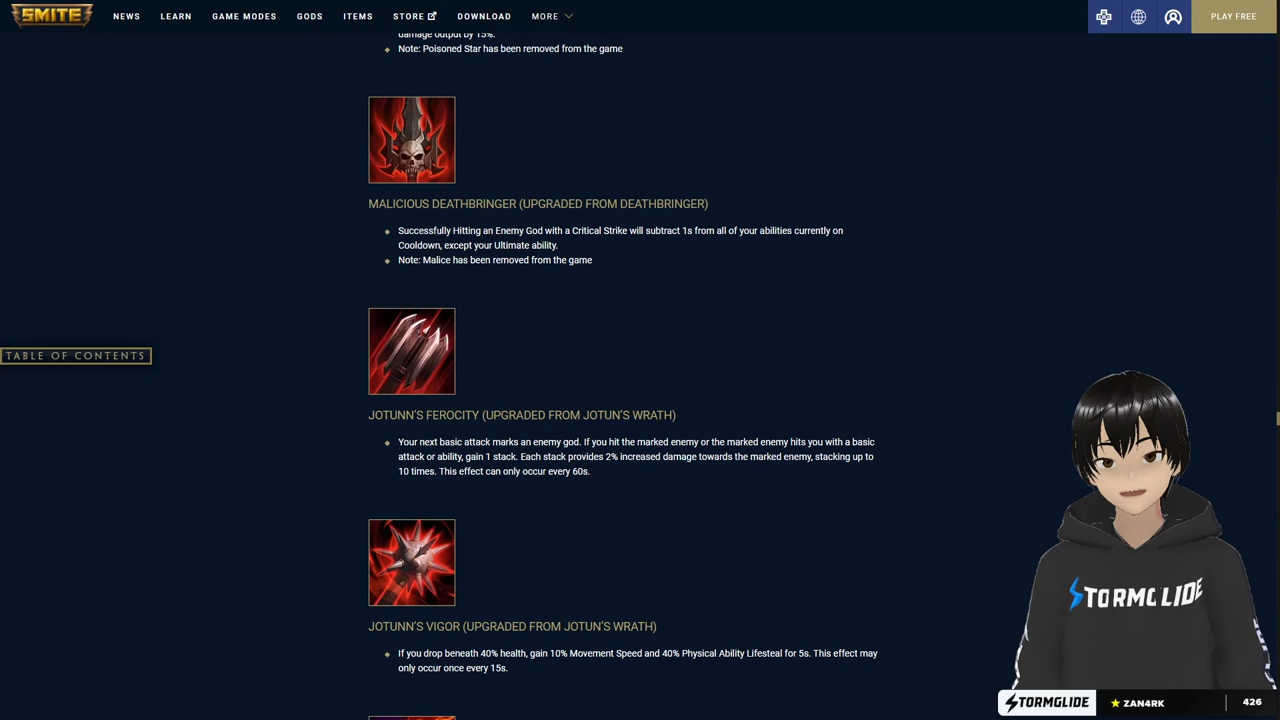 SMITE
NEWS
LEARN
GAME MODES
GODS
ITEMS
STORE
DOWNLOAD
MORE
PLAY FREE
damage output by 15%.
Note: Poisoned Star has been removed from the game
MALICIOUS DEATHBRINGER (UPGRADED FROM DEATHBRINGER)
Successfully Hitting an Enemy God with a Critical Strike will subtract 1s from all of your abilities currently on
Cooldown, except your Ultimate ability.
Note: Malice has been removed from the game
TABLE OF CONTENTS
JOTUNN'S FEROCITY (UPGRADED FROM JOTUN'S WRATH)
Your next basic attack marks an enemy god. If you hit the marked enemy or the marked enemy hits you with a basic
attack or ability, gain 1 stack. Each stack provides 2% increased damage towards the marked enemy, stacking up to
10 times. This effect can only occur every 60s.
JOTUNN'S VIGOR (UPGRADED FROM JOTUN'S WRATH)
If you drop beneath 40% health, gain 10% Movement Speed and 40% Physical Ability Lifesteal for 5s. This effect may
only occur once every 15s.
STORMGLIDE
STORMGLIDE
ZAN4RK
426